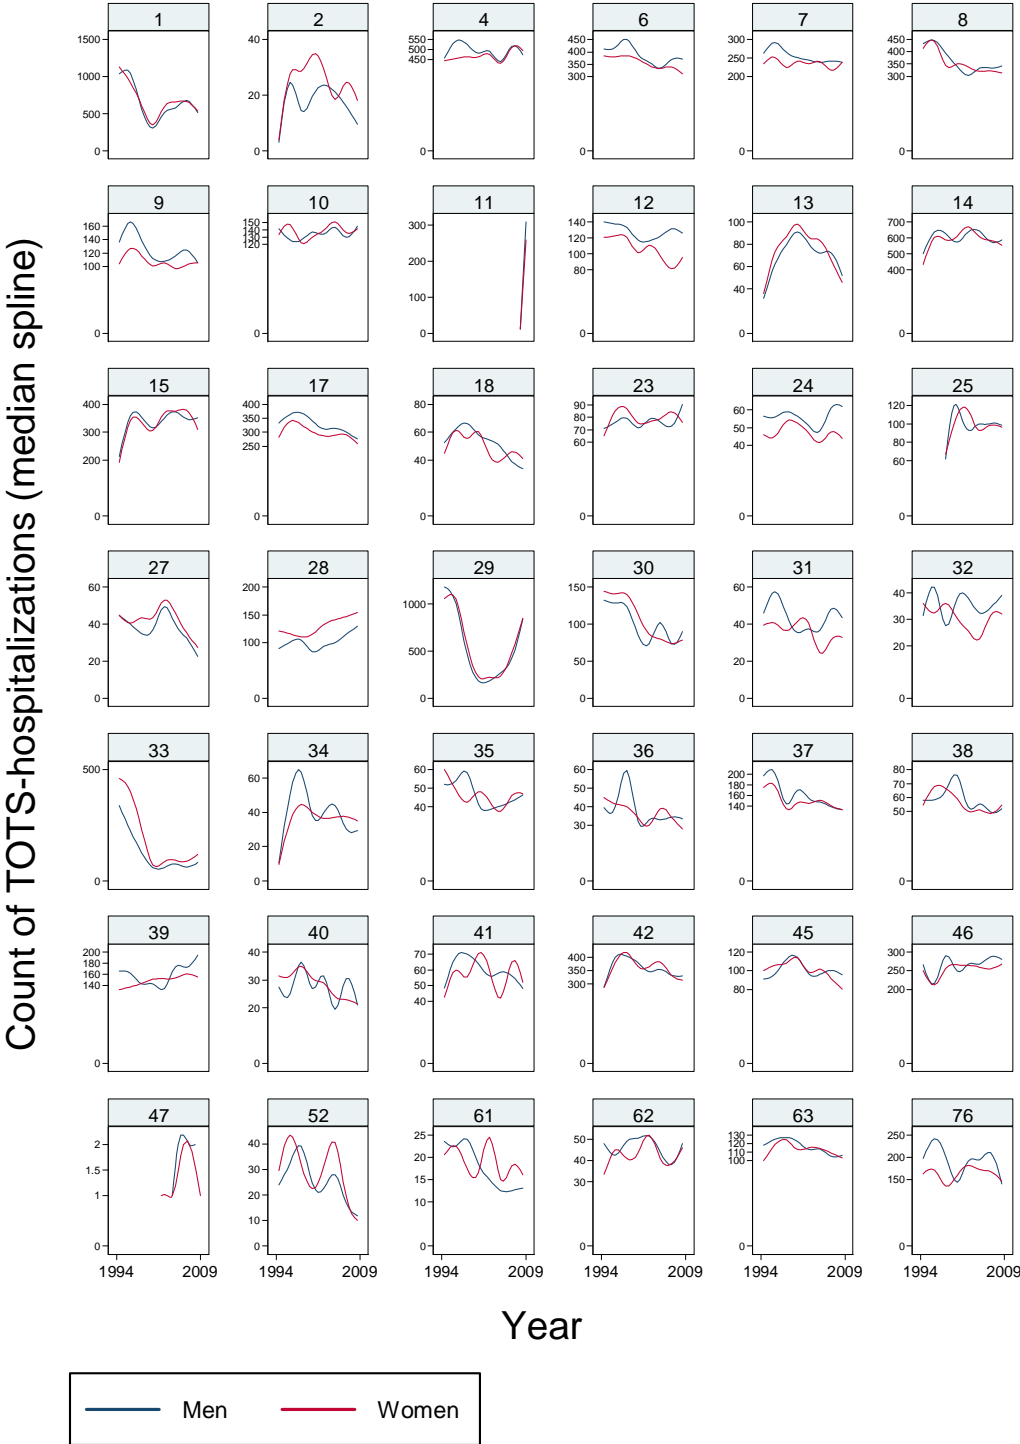 Count of TOTS-hospitalizations (median spline)
1 2 4 6 7 8
1500 1000 500 0
40 20 0
550 500 450 0
450 400 350 300 0
300 250 200 0
450 400 350 300 0
9 10 11 12 13 14
160 140 120 100 0
150 140 130 120 0
300 200 100 0
140 120 100 80 0
100 80 60 40 0
700 600 500 400 0
15 17 18 23 24 25
400 300 200 0
400 350 300 250 0
80 60 40 20 0
90 80 70 60 0
60 50 40 0
120 100 80 60 0
27 28 29 30 31 32
60 40 20 0
200 150 100 0
1000 500 0
150 100 50 0
60 40 20 0
40 30 20 0
33 34 35 36 37 38
500 0
60 40 20 0
60 50 40 0
60 50 40 30 0
200 180 160 140 0
80 70 60 50 0
39 40 41 42 45 46
200 180 160 140 0
40 30 20 0
70 60 50 40 0
400 300 0
120 100 80 0
300 250 200 0
47 52 61 62 63 76
2 1.5 1 0
40 30 20 10 0
25 20 15 10 0
50 40 30 0
130 120 110 100 0
250 200 150 0
1994 2009 1994 2009 1994 2009 1994 2009 1994 2009 1994 2009
Year
Men Women